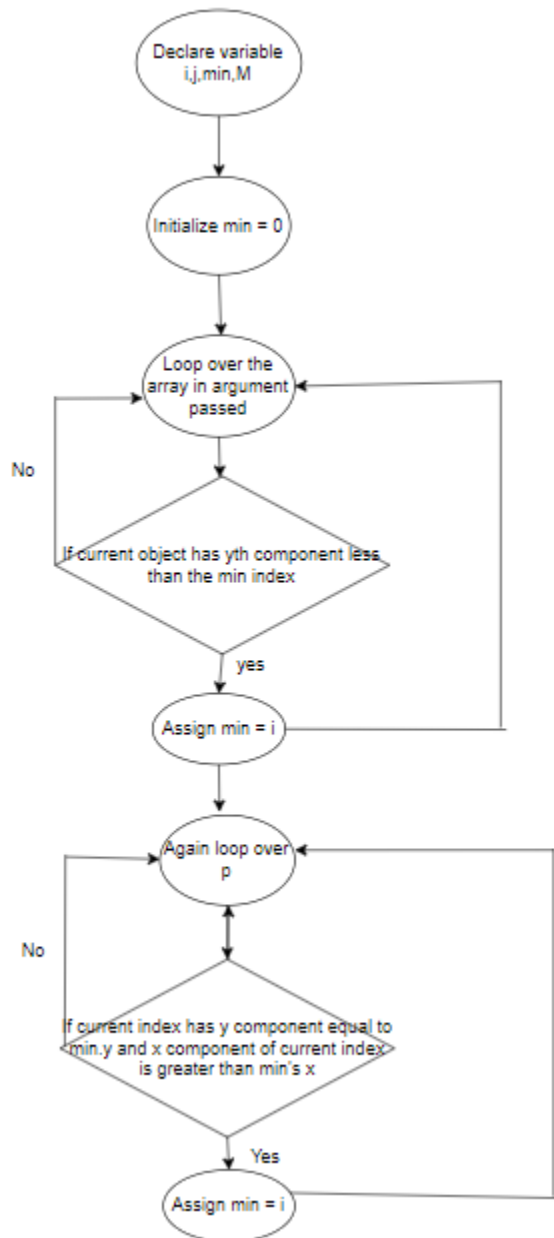 Declare variable
i,j,min,M
Initialize min = 0
Loop over the
array in argument
passed
No
If current object has yth component less
than the min index
yes
Assign min = i
Again loop over
p
No
If current index has y component equal to
min.y and x component of current index
is greater than min's x
Yes
Assign min = i